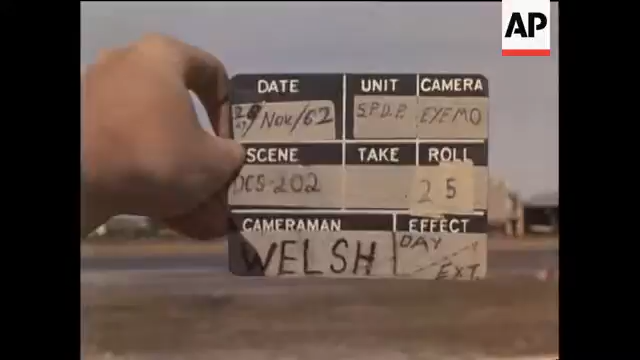 AP
DATE UNIT CAMERA
29/Nov/62 S.P.D.P. EYEMO
SCENE TAKE ROLL
DCS-202 25
CAMERAMAN EFFECT
WELSH DAY
EXT.